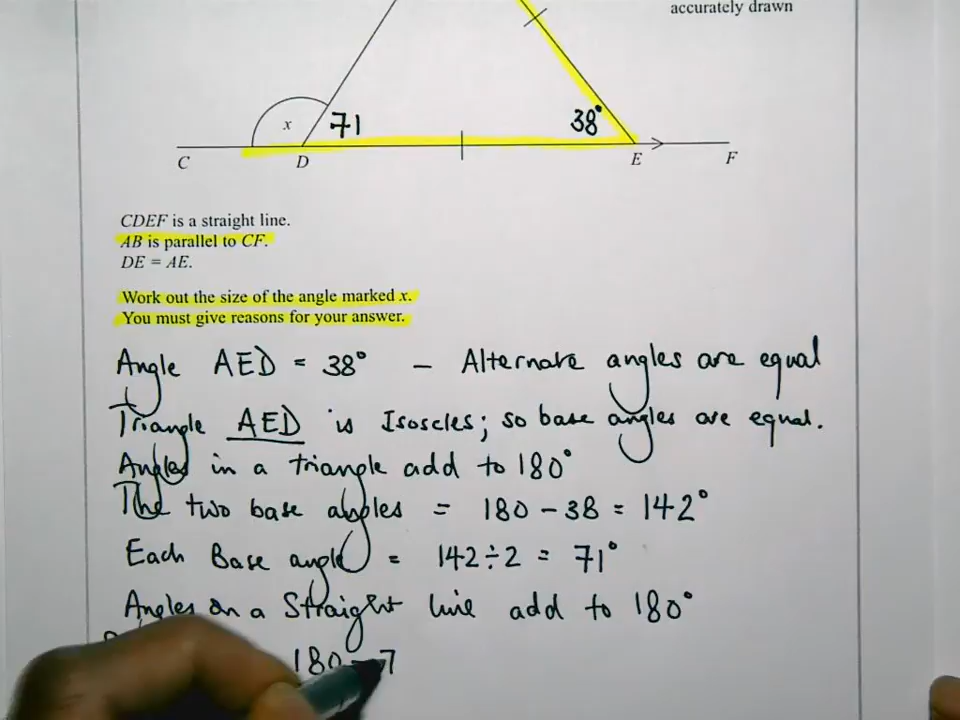 accurately drawn
x 71 38°
C D E F
CDEF is a straight line.
AB is parallel to CF.
DE = AE.
Work out the size of the angle marked x.
You must give reasons for your answer.
Angle AED = 38° – Alternate angles are equal
Triangle AED is Isoscles; so base angles are equal.
Angles in a triangle add to 180°
The two base angles = 180 - 38 = 142°
Each Base angle = 142 ÷ 2 = 71°
Angles on a Straight line add to 180°
180 - 7